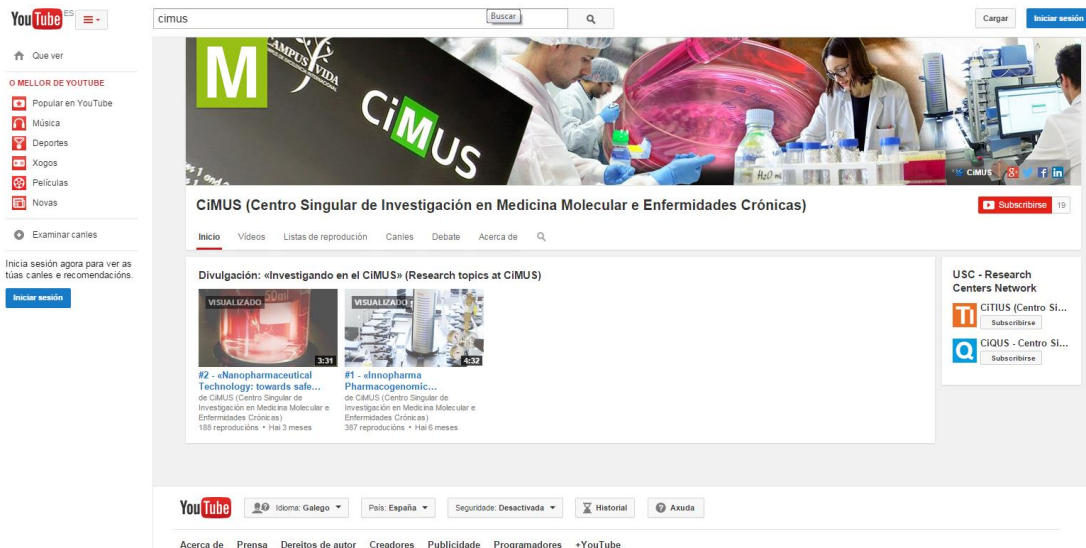 YouTube ES
cimus
Buscar
Cargar
Iniciar sesión
Que ver
O MELLOR DE YOUTUBE
Popular en YouTube
Música
Deportes
Xogos
Películas
Novas
Examinar canles
Inicia sesión agora para ver as
túas canles e recomendacións.
Iniciar sesión
M
CAMPUS VIDA
CiMUS
H2O
CiMUS
CiMUS (Centro Singular de Investigación en Medicina Molecular e Enfermidades Crónicas)
Subscribirse 19
Inicio Vídeos Listas de reprodución Canles Debate Acerca de
Divulgación: «Investigando en el CiMUS» (Research topics at CiMUS)
VISUALIZADO
50ml
3:31
#2 - «Nanopharmaceutical
Technology: towards safe...
de CiMUS (Centro Singular de
Investigación en Medicina Molecular e
Enfermidades Crónicas)
188 reproducións • Hai 3 meses
VISUALIZADO
4:32
#1 - «Innopharma
Pharmacogenomic...
de CiMUS (Centro Singular de
Investigación en Medicina Molecular e
Enfermidades Crónicas)
387 reproducións • Hai 6 meses
USC - Research
Centers Network
Ti
CiTIUS (Centro Si...
Subscribirse
Q
CiQUS - Centro Si...
Subscribirse
YouTube
Idioma: Galego
País: España
Seguridade: Desactivada
Historial
Axuda
Acerca de Prensa Dereitos de autor Creadores Publicidade Programadores +YouTube